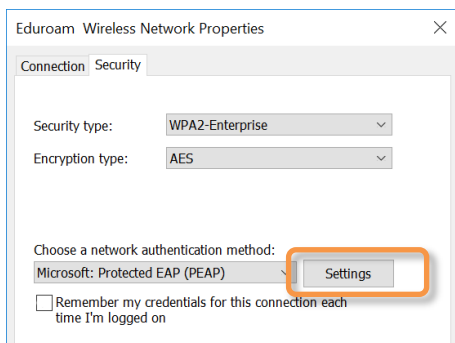 Eduroam Wireless Network Properties
Connection Security
Security type: WPA2-Enterprise
Encryption type: AES
Choose a network authentication method:
Microsoft: Protected EAP (PEAP) Settings
Remember my credentials for this connection each
time I'm logged on